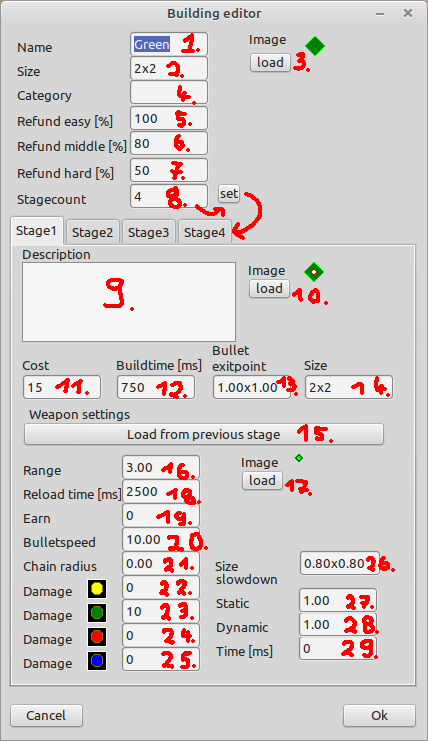 Building editor
Name Green 1. Image
Size 2x2 2. load 3.
Category 4.
Refund easy [%] 100 5.
Refund middle [%] 80 6.
Refund hard [%] 50 7.
Stagecount 4 8. set
Stage1 Stage2 Stage3 Stage4
Description Image
9. load 10.
Cost Buildtime [ms] Bullet exitpoint Size
15 11. 750 12. 1.00x1.00 13. 2x2 14.
Weapon settings
Load from previous stage 15.
Range 3.00 16. Image
Reload time [ms] 2500 18. load 17.
Earn 0 19.
Bulletspeed 10.00 20.
Chain radius 0.00 21. Size slowdown 0.80x0.80 26.
Damage 0 22.
Damage 10 23. Static 1.00 27.
Damage 0 24. Dynamic 1.00 28.
Damage 0 25. Time [ms] 0 29.
Cancel Ok